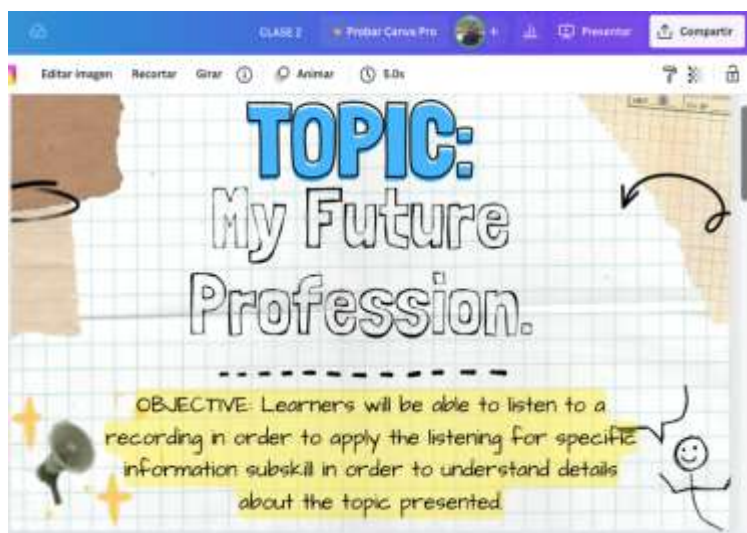 CLASE 2 Probar Canva Pro + Presentar Compartir
Editar imagen Recortar Girar Animar 5.0s
TOPIC:
My Future
Profession.
OBJECTIVE: Learners will be able to listen to a
recording in order to apply the listening for specific
information subskill in order to understand details
about the topic presented.